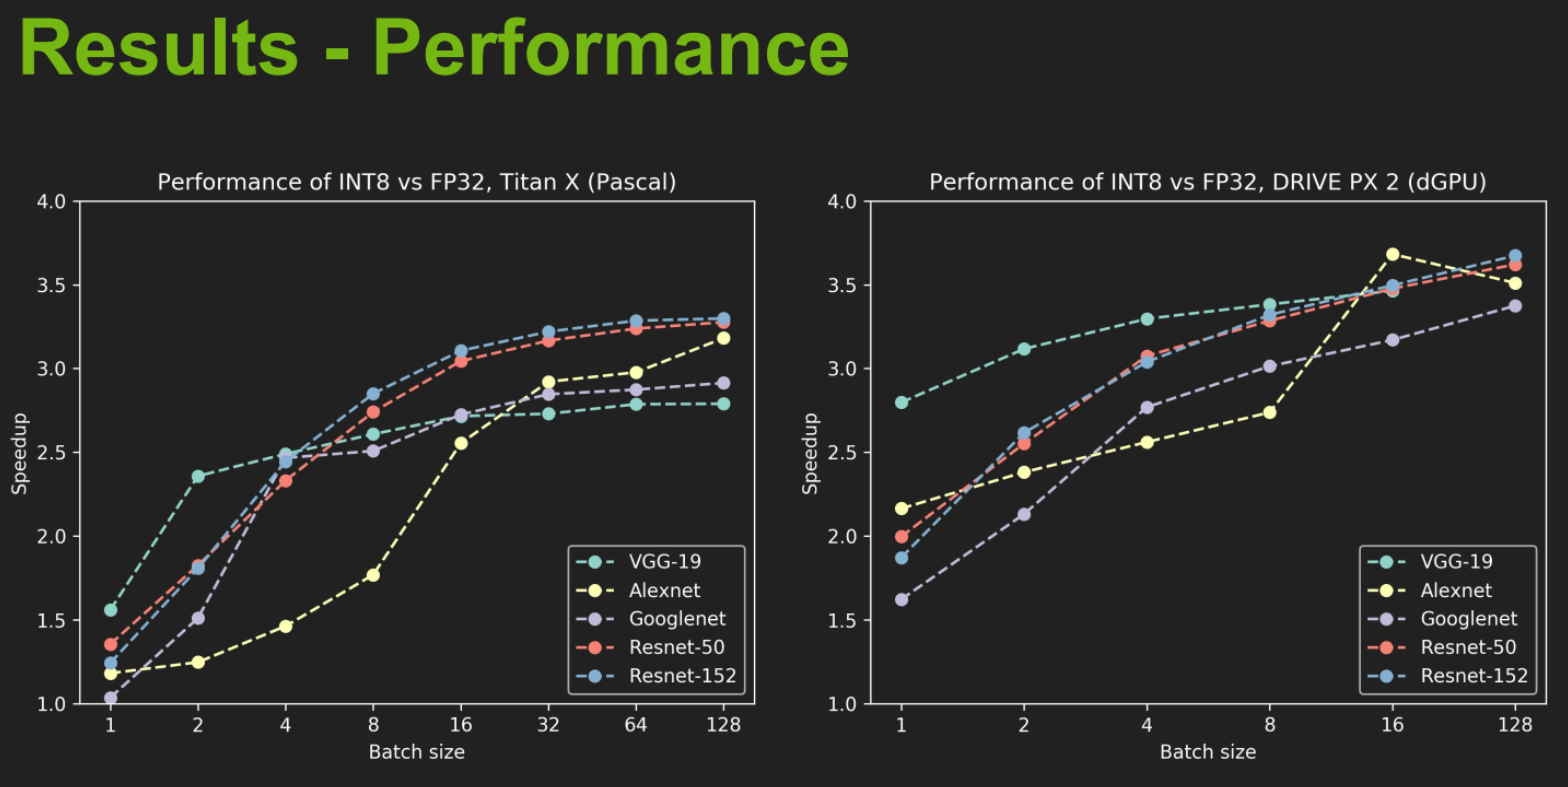 Results - Performance
Performance of INT8 vs FP32, Titan X (Pascal)
4.0
3.5
3.0
2.5
2.0
1.5
1.0
Speedup
1 2 4 8 16 32 64 128
Batch size
VGG-19
Alexnet
Googlenet
Resnet-50
Resnet-152
Performance of INT8 vs FP32, DRIVE PX 2 (dGPU)
4.0
3.5
3.0
2.5
2.0
1.5
1.0
Speedup
1 2 4 8 16 128
Batch size
VGG-19
Alexnet
Googlenet
Resnet-50
Resnet-152